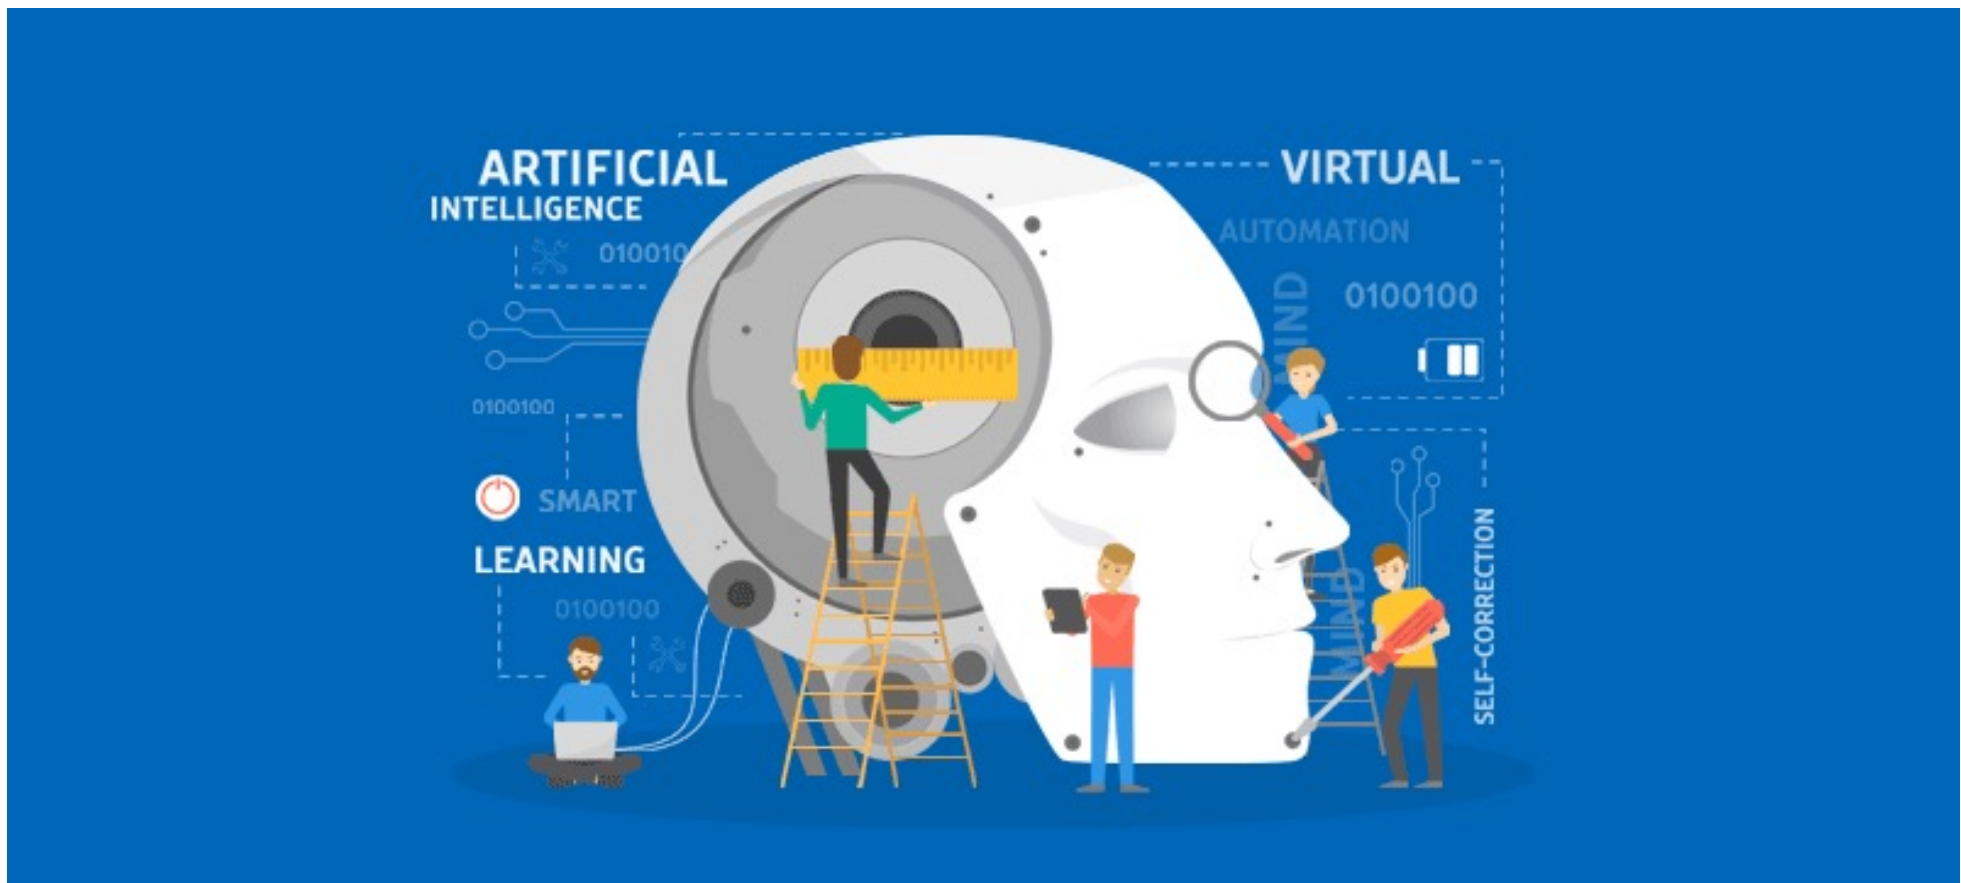 ARTIFICIAL
INTELLIGENCE
010010
0100100
SMART
LEARNING
0100100
VIRTUAL
AUTOMATION
MIND
0100100
MIND
SELF-CORRECTION